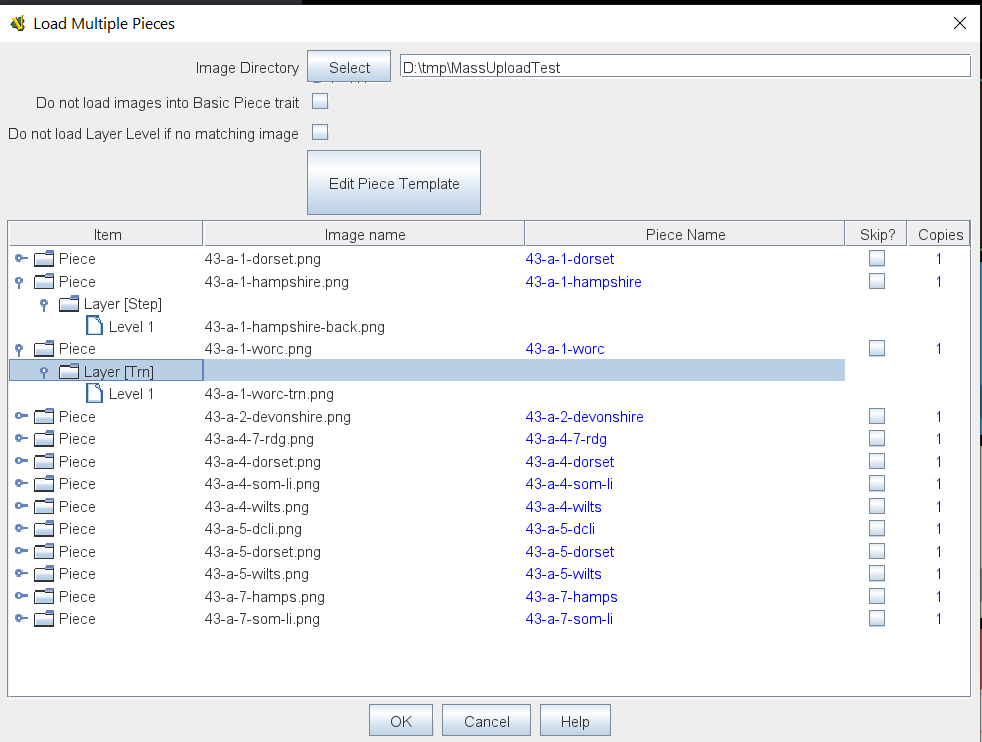 Load Multiple Pieces
Image Directory Select D:\tmp\MassUploadTest
Do not load images into Basic Piece trait
Do not load Layer Level if no matching image
Edit Piece Template
Item Image name Piece Name Skip? Copies
Piece 43-a-1-dorset.png 43-a-1-dorset 1
Piece 43-a-1-hampshire.png 43-a-1-hampshire 1
Layer [Step]
Level 1 43-a-1-hampshire-back.png
Piece 43-a-1-worc.png 43-a-1-worc 1
Layer [Trn]
Level 1 43-a-1-worc-trn.png
Piece 43-a-2-devonshire.png 43-a-2-devonshire 1
Piece 43-a-4-7-rdg.png 43-a-4-7-rdg 1
Piece 43-a-4-dorset.png 43-a-4-dorset 1
Piece 43-a-4-som-li.png 43-a-4-som-li 1
Piece 43-a-4-wilts.png 43-a-4-wilts 1
Piece 43-a-5-dcli.png 43-a-5-dcli 1
Piece 43-a-5-dorset.png 43-a-5-dorset 1
Piece 43-a-5-wilts.png 43-a-5-wilts 1
Piece 43-a-7-hamps.png 43-a-7-hamps 1
Piece 43-a-7-som-li.png 43-a-7-som-li 1
OK Cancel Help